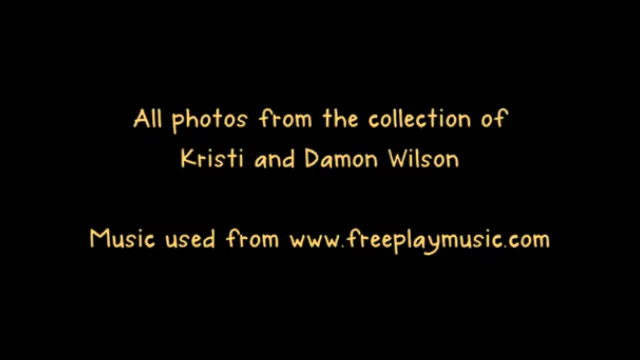 All photos from the collection of
Kristi and Damon Wilson
Music used from www.freeplaymusic.com